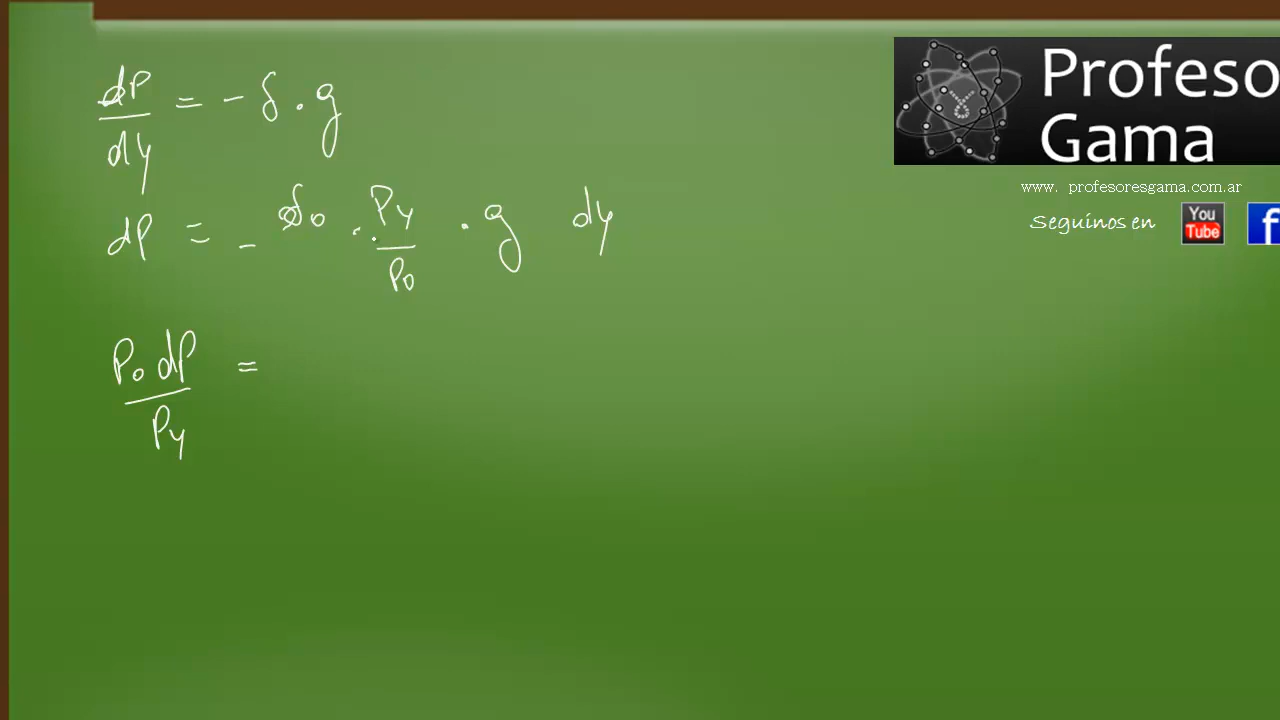 dP/dy = - δ . g
Profeso
Gama
www. profesoresgama.com.ar
Seguinos en You Tube f
dP = - δ0 . Py/P0 . g dy
P0 dP/Py =